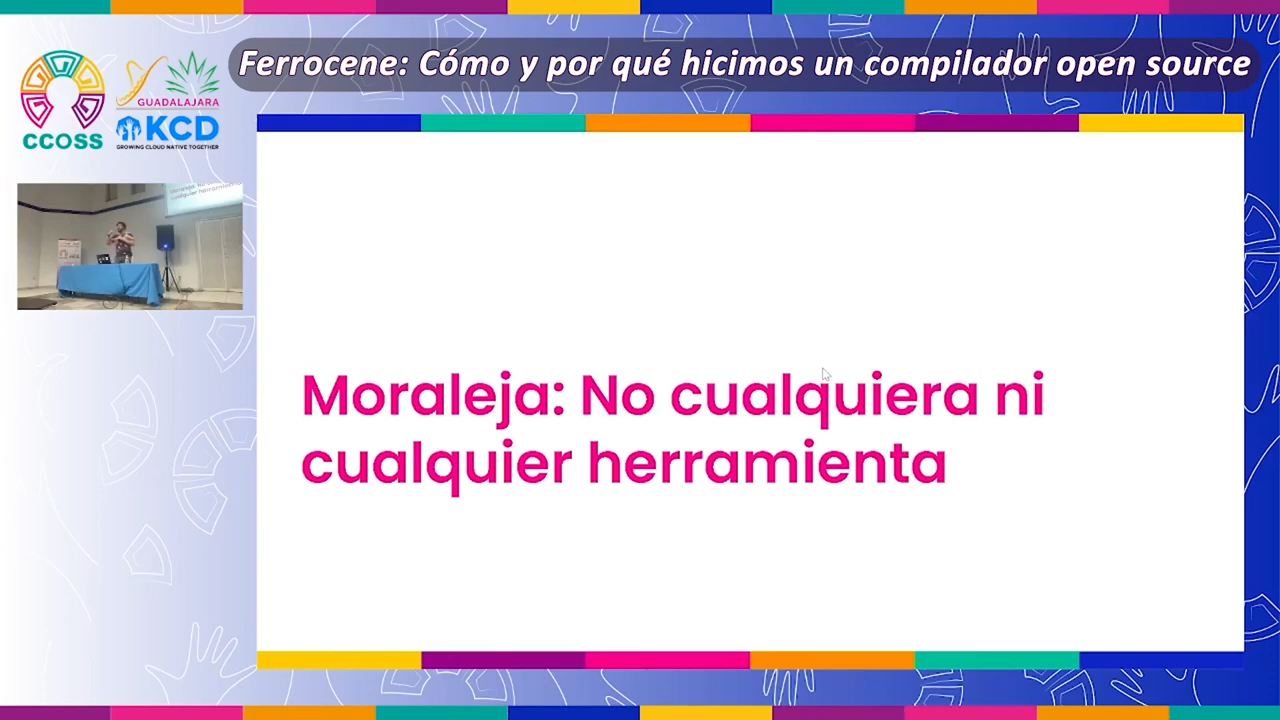 Ferrocene: Cómo y por qué hicimos un compilador open source
CCOSS
GUADALAJARA
KCD
GROWING CLOUD NATIVE TOGETHER
Moraleja: No cualquiera ni
cualquier herramienta